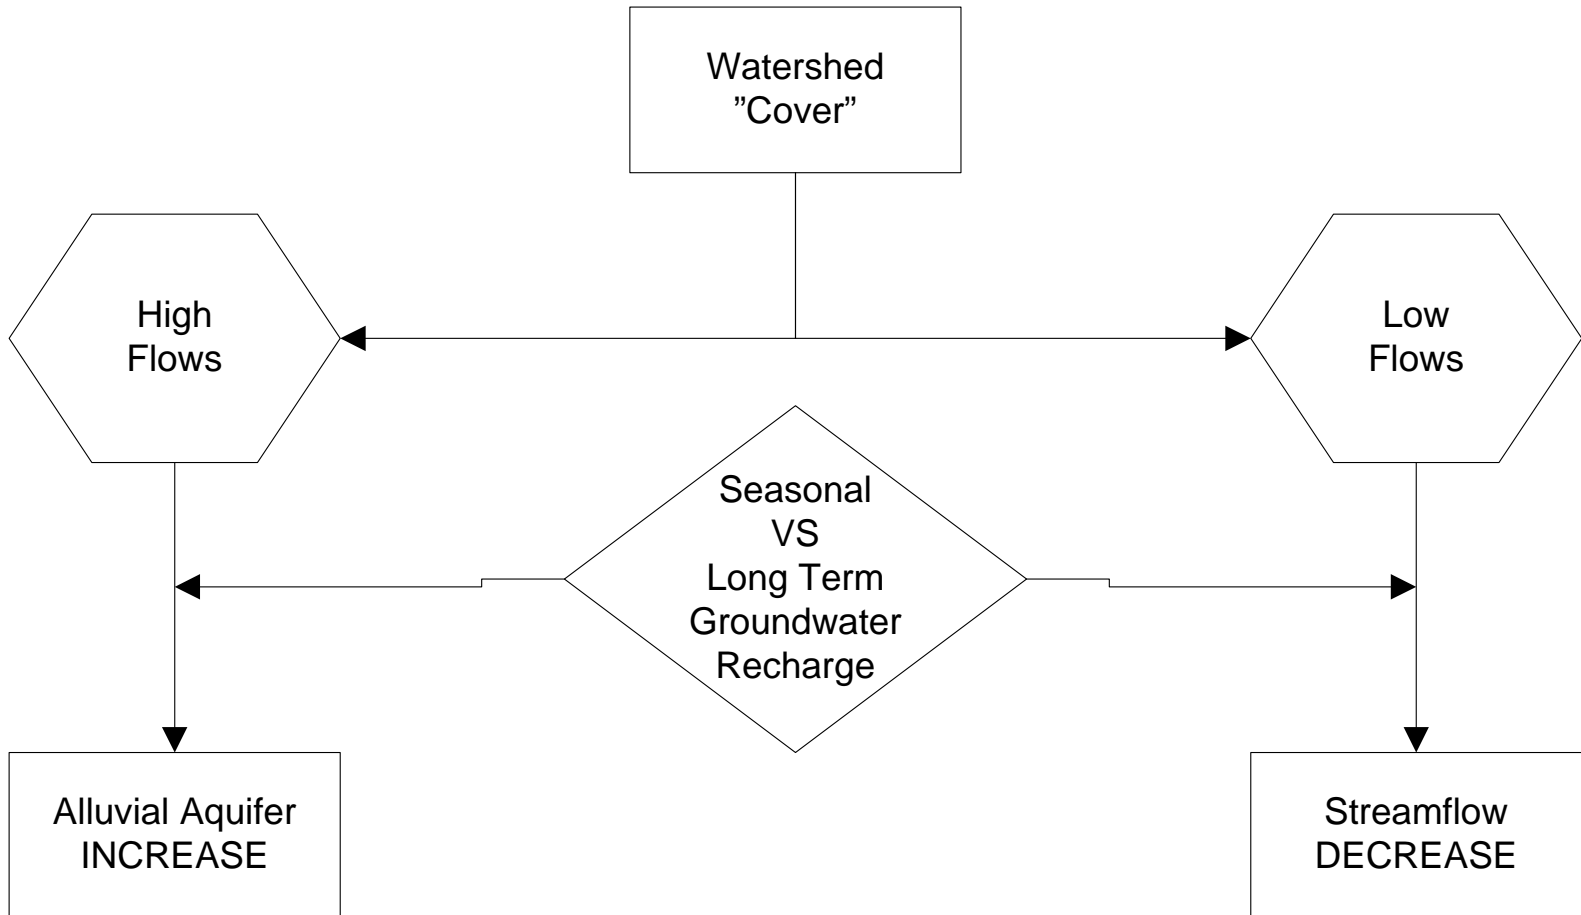 Watershed
”Cover”
High
Flows
Low
Flows
Seasonal
VS
Long Term
Groundwater
Recharge
Alluvial Aquifer
INCREASE
Streamflow
DECREASE